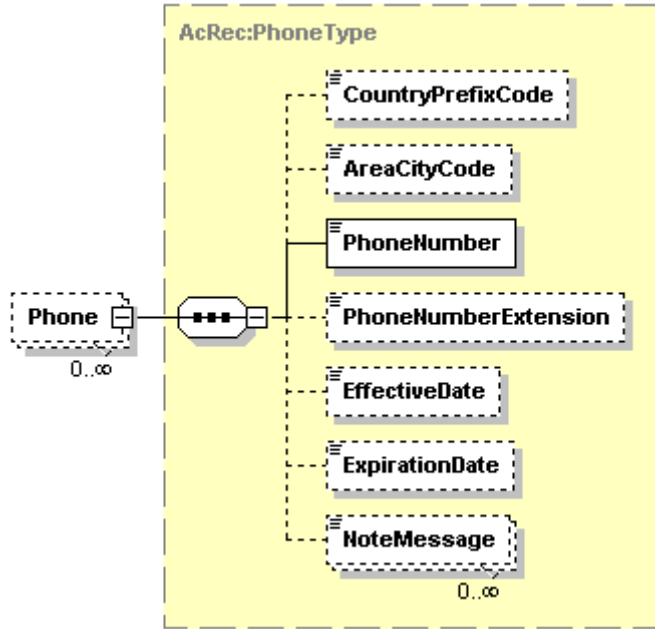 AcRec:PhoneType
CountryPrefixCode
AreaCityCode
PhoneNumber
Phone
0..∞
PhoneNumberExtension
EffectiveDate
ExpirationDate
NoteMessage
0..∞